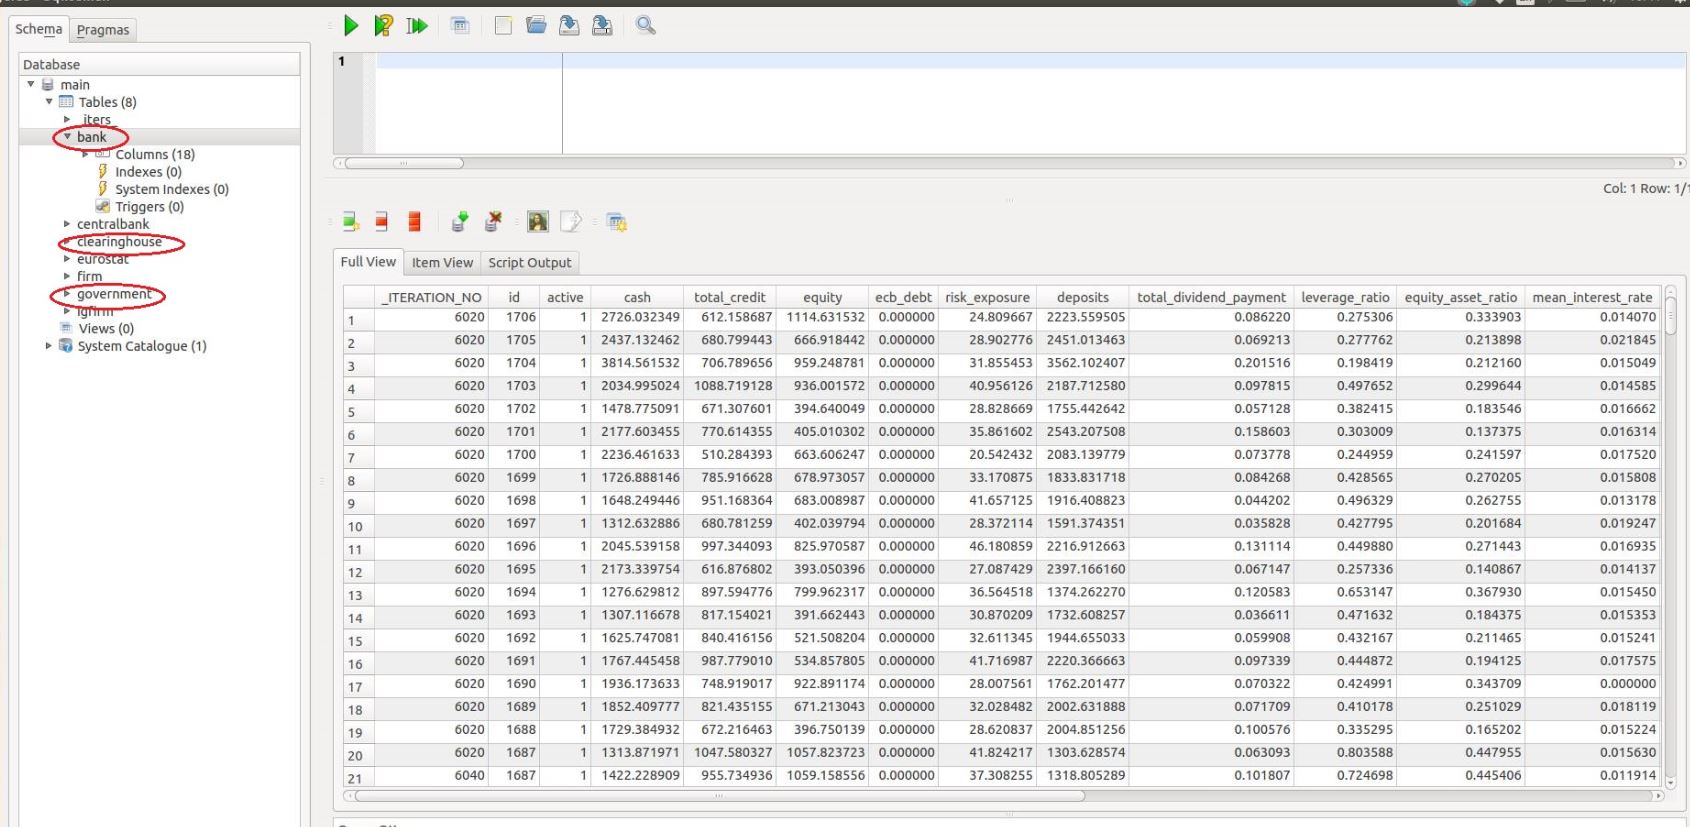 Schema Pragmas
Database
main
Tables (8)
_iters
bank
Columns (18)
Indexes (0)
System Indexes (0)
Triggers (0)
centralbank
clearinghouse
eurostat
firm
government
igfirm
Views (0)
System Catalogue (1)
1
Col: 1 Row: 1/1
Full View Item View Script Output
_ITERATION_NO id active cash total_credit equity ecb_debt risk_exposure deposits total_dividend_payment leverage_ratio equity_asset_ratio mean_interest_rate
1 6020 1706 1 2726.032349 612.158687 1114.631532 0.000000 24.809667 2223.559505 0.086220 0.275306 0.333903 0.014070
2 6020 1705 1 2437.132462 680.799443 666.918442 0.000000 28.902776 2451.013463 0.069213 0.277762 0.213898 0.021845
3 6020 1704 1 3814.561532 706.789656 959.248781 0.000000 31.855453 3562.102407 0.201516 0.198419 0.212160 0.015049
4 6020 1703 1 2034.995024 1088.719128 936.001572 0.000000 40.956126 2187.712580 0.097815 0.497652 0.299644 0.014585
5 6020 1702 1 1478.775091 671.307601 394.640049 0.000000 28.828669 1755.442642 0.057128 0.382415 0.183546 0.016662
6 6020 1701 1 2177.603455 770.614355 405.010302 0.000000 35.861602 2543.207508 0.158603 0.303009 0.137375 0.016314
7 6020 1700 1 2236.461633 510.284393 663.606247 0.000000 20.542432 2083.139779 0.073778 0.244959 0.241597 0.017520
8 6020 1699 1 1726.888146 785.916628 678.973057 0.000000 33.170875 1833.831718 0.084268 0.428565 0.270205 0.015808
9 6020 1698 1 1648.249446 951.168364 683.008987 0.000000 41.657125 1916.408823 0.044202 0.496329 0.262755 0.013178
10 6020 1697 1 1312.632886 680.781259 402.039794 0.000000 28.372114 1591.374351 0.035828 0.427795 0.201684 0.019247
11 6020 1696 1 2045.539158 997.344093 825.970587 0.000000 46.180859 2216.912663 0.131114 0.449880 0.271443 0.016935
12 6020 1695 1 2173.339754 616.876802 393.050396 0.000000 27.087429 2397.166160 0.067147 0.257336 0.140867 0.014137
13 6020 1694 1 1276.629812 897.594776 799.962317 0.000000 36.564518 1374.262270 0.120583 0.653147 0.367930 0.015450
14 6020 1693 1 1307.116678 817.154021 391.662443 0.000000 30.870209 1732.608257 0.036611 0.471632 0.184375 0.015353
15 6020 1692 1 1625.747081 840.416156 521.508204 0.000000 32.611345 1944.655033 0.059908 0.432167 0.211465 0.015241
16 6020 1691 1 1767.445458 987.779010 534.857805 0.000000 41.716987 2220.366663 0.097339 0.444872 0.194125 0.017575
17 6020 1690 1 1936.173633 748.919017 922.891174 0.000000 28.007561 1762.201477 0.070322 0.424991 0.343709 0.000000
18 6020 1689 1 1852.409777 821.435155 671.213043 0.000000 32.028482 2002.631888 0.071709 0.410178 0.251029 0.018119
19 6020 1688 1 1729.384932 672.216463 396.750139 0.000000 28.620837 2004.851256 0.100576 0.335295 0.165202 0.015224
20 6020 1687 1 1313.871971 1047.580327 1057.823723 0.000000 41.824217 1303.628574 0.063093 0.803588 0.447955 0.015630
21 6040 1687 1 1422.228909 955.734936 1059.158556 0.000000 37.308255 1318.805289 0.101807 0.724698 0.445406 0.011914